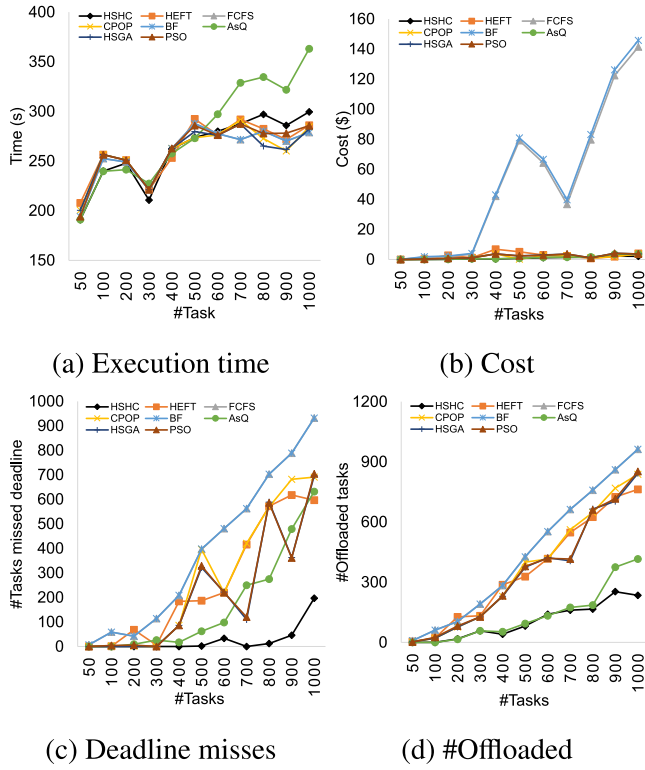 HSHC HEFT FCFS
CPOP BF AsQ
HSGA PSO
400
350
300
250
200
150
Time (s)
50 100 200 300 400 500 600 700 800 900 1000
#Task
(a) Execution time
HSHC HEFT FCFS
CPOP BF AsQ
HSGA PSO
160
140
120
100
80
60
40
20
0
Cost ($)
50 100 200 300 400 500 600 700 800 900 1000
#Tasks
(b) Cost
HSHC HEFT FCFS
CPOP BF AsQ
HSGA PSO
1000
900
800
700
600
500
400
300
200
100
0
#Tasks missed deadline
50 100 200 300 400 500 600 700 800 900 1000
#Tasks
(c) Deadline misses
HSHC HEFT FCFS
CPOP BF AsQ
HSGA PSO
1200
900
600
300
0
#Offloaded tasks
50 100 200 300 400 500 600 700 800 900 1000
#Tasks
(d) #Offloaded